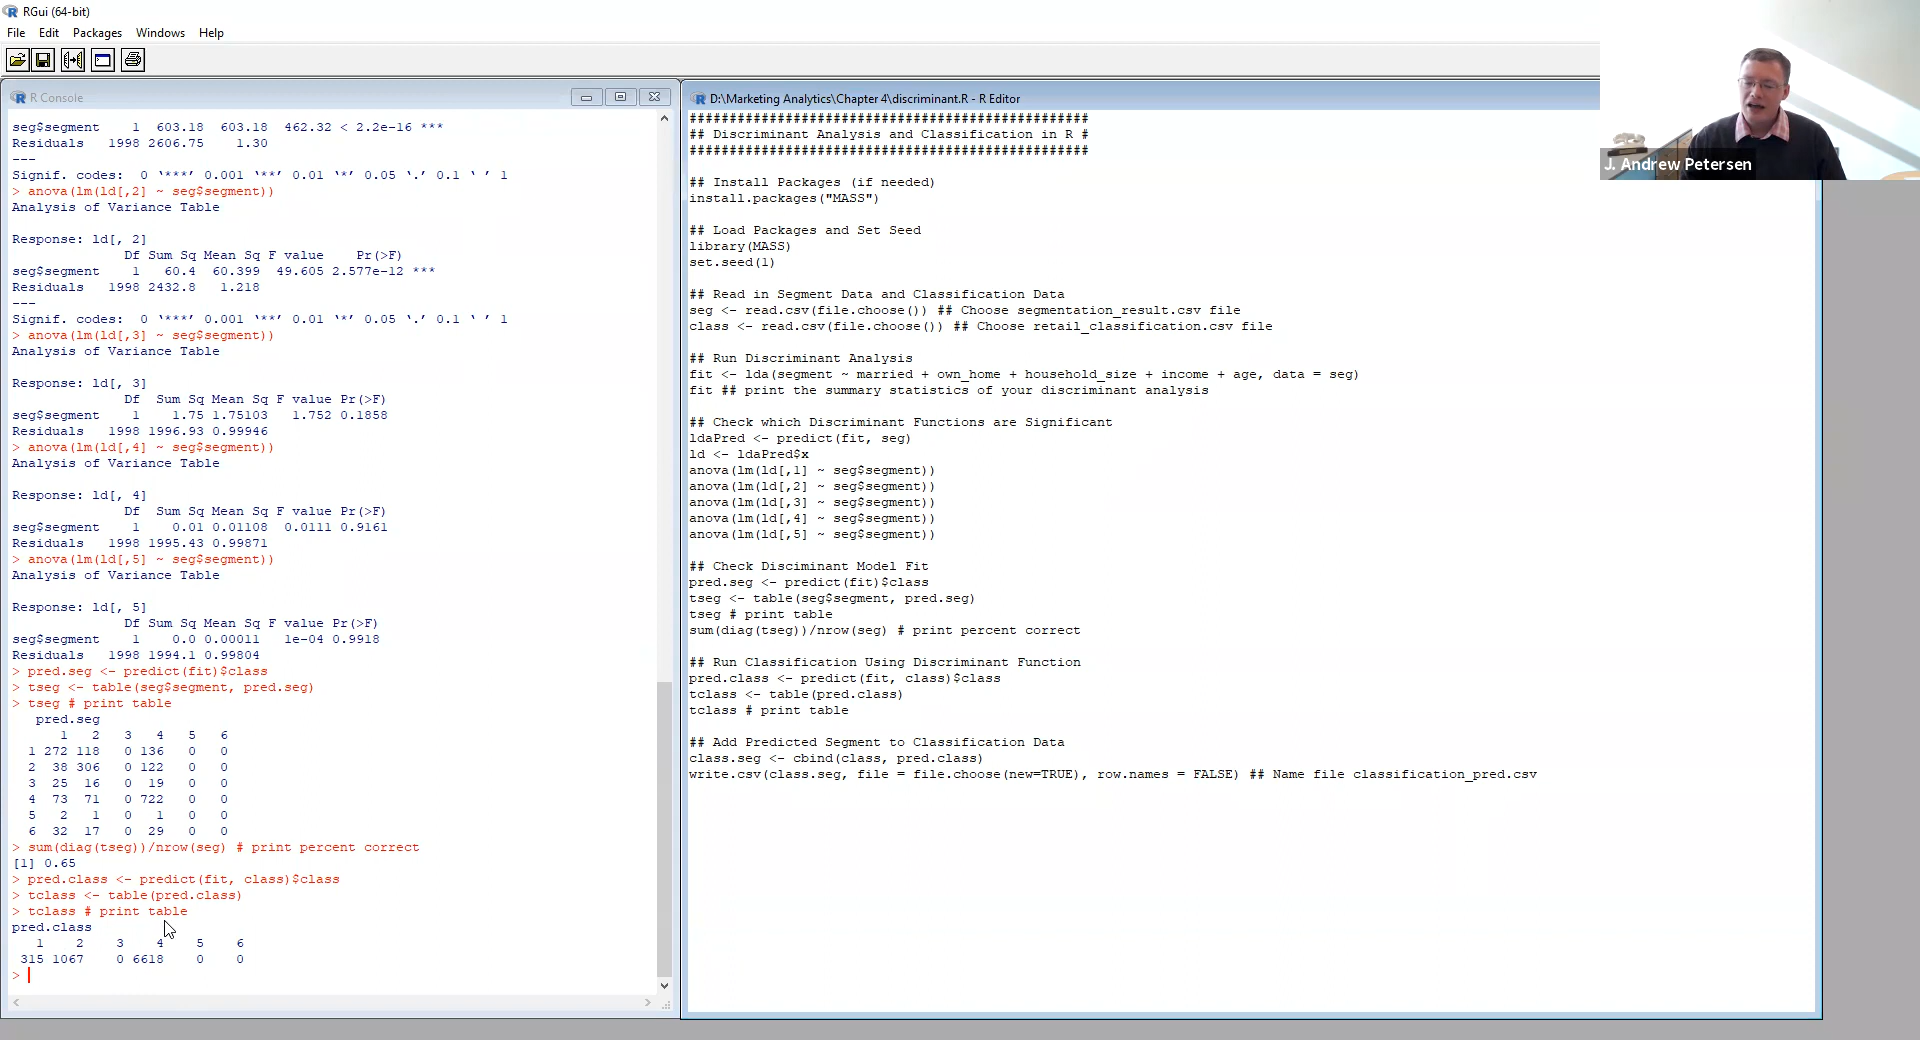 RGui (64-bit)
File Edit Packages Windows Help
R Console
seg$segment 1 603.18 603.18 462.32 < 2.2e-16 ***
Residuals 1998 2606.75 1.30
---
Signif. codes: 0 ‘***’ 0.001 ‘**’ 0.01 ‘*’ 0.05 ‘.’ 0.1 ‘ ’ 1
> anova(lm(ld[,2] ~ seg$segment))
Analysis of Variance Table
Response: ld[, 2]
Df Sum Sq Mean Sq F value Pr(>F)
seg$segment 1 60.4 60.399 49.605 2.577e-12 ***
Residuals 1998 2432.8 1.218
---
Signif. codes: 0 ‘***’ 0.001 ‘**’ 0.01 ‘*’ 0.05 ‘.’ 0.1 ‘ ’ 1
> anova(lm(ld[,3] ~ seg$segment))
Analysis of Variance Table
Response: ld[, 3]
Df Sum Sq Mean Sq F value Pr(>F)
seg$segment 1 1.75 1.75103 1.752 0.1858
Residuals 1998 1996.93 0.99946
> anova(lm(ld[,4] ~ seg$segment))
Analysis of Variance Table
Response: ld[, 4]
Df Sum Sq Mean Sq F value Pr(>F)
seg$segment 1 0.01 0.01108 0.0111 0.9161
Residuals 1998 1995.43 0.99871
> anova(lm(ld[,5] ~ seg$segment))
Analysis of Variance Table
Response: ld[, 5]
Df Sum Sq Mean Sq F value Pr(>F)
seg$segment 1 0.0 0.00011 1e-04 0.9918
Residuals 1998 1994.1 0.99804
> pred.seg <- predict(fit)$class
> tseg <- table(seg$segment, pred.seg)
> tseg # print table
pred.seg
1 2 3 4 5 6
1 272 118 0 136 0 0
2 38 306 0 122 0 0
3 25 16 0 19 0 0
4 73 71 0 722 0 0
5 2 1 0 1 0 0
6 32 17 0 29 0 0
> sum(diag(tseg))/nrow(seg) # print percent correct
[1] 0.65
> pred.class <- predict(fit, class)$class
> tclass <- table(pred.class)
> tclass # print table
pred.class
1 2 3 4 5 6
315 1067 0 6618 0 0
>
D:\Marketing Analytics\Chapter 4\discriminant.R - R Editor
##################################################
## Discriminant Analysis and Classification in R #
##################################################
## Install Packages (if needed)
install.packages("MASS")
## Load Packages and Set Seed
library(MASS)
set.seed(1)
## Read in Segment Data and Classification Data
seg <- read.csv(file.choose()) ## Choose segmentation_result.csv file
class <- read.csv(file.choose()) ## Choose retail_classification.csv file
## Run Discriminant Analysis
fit <- lda(segment ~ married + own_home + household_size + income + age, data = seg)
fit ## print the summary statistics of your discriminant analysis
## Check which Discriminant Functions are Significant
ldaPred <- predict(fit, seg)
ld <- ldaPred$x
anova(lm(ld[,1] ~ seg$segment))
anova(lm(ld[,2] ~ seg$segment))
anova(lm(ld[,3] ~ seg$segment))
anova(lm(ld[,4] ~ seg$segment))
anova(lm(ld[,5] ~ seg$segment))
## Check Disciminant Model Fit
pred.seg <- predict(fit)$class
tseg <- table(seg$segment, pred.seg)
tseg # print table
sum(diag(tseg))/nrow(seg) # print percent correct
## Run Classification Using Discriminant Function
pred.class <- predict(fit, class)$class
tclass <- table(pred.class)
tclass # print table
## Add Predicted Segment to Classification Data
class.seg <- cbind(class, pred.class)
write.csv(class.seg, file = file.choose(new=TRUE), row.names = FALSE) ## Name file classification_pred.csv
J. Andrew Petersen